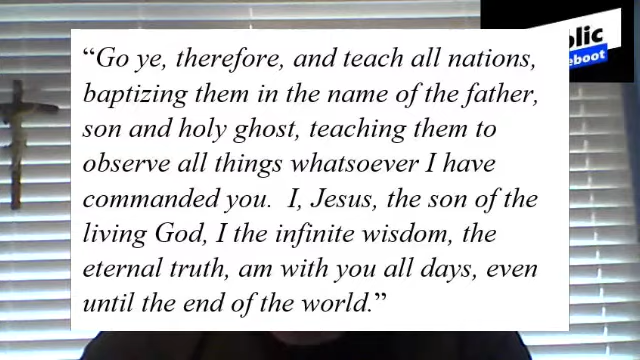 “Go ye, therefore, and teach all nations,
baptizing them in the name of the father,
son and holy ghost, teaching them to
observe all things whatsoever I have
commanded you.  I, Jesus, the son of the
living God, I the infinite wisdom, the
eternal truth, am with you all days, even
until the end of the world.”